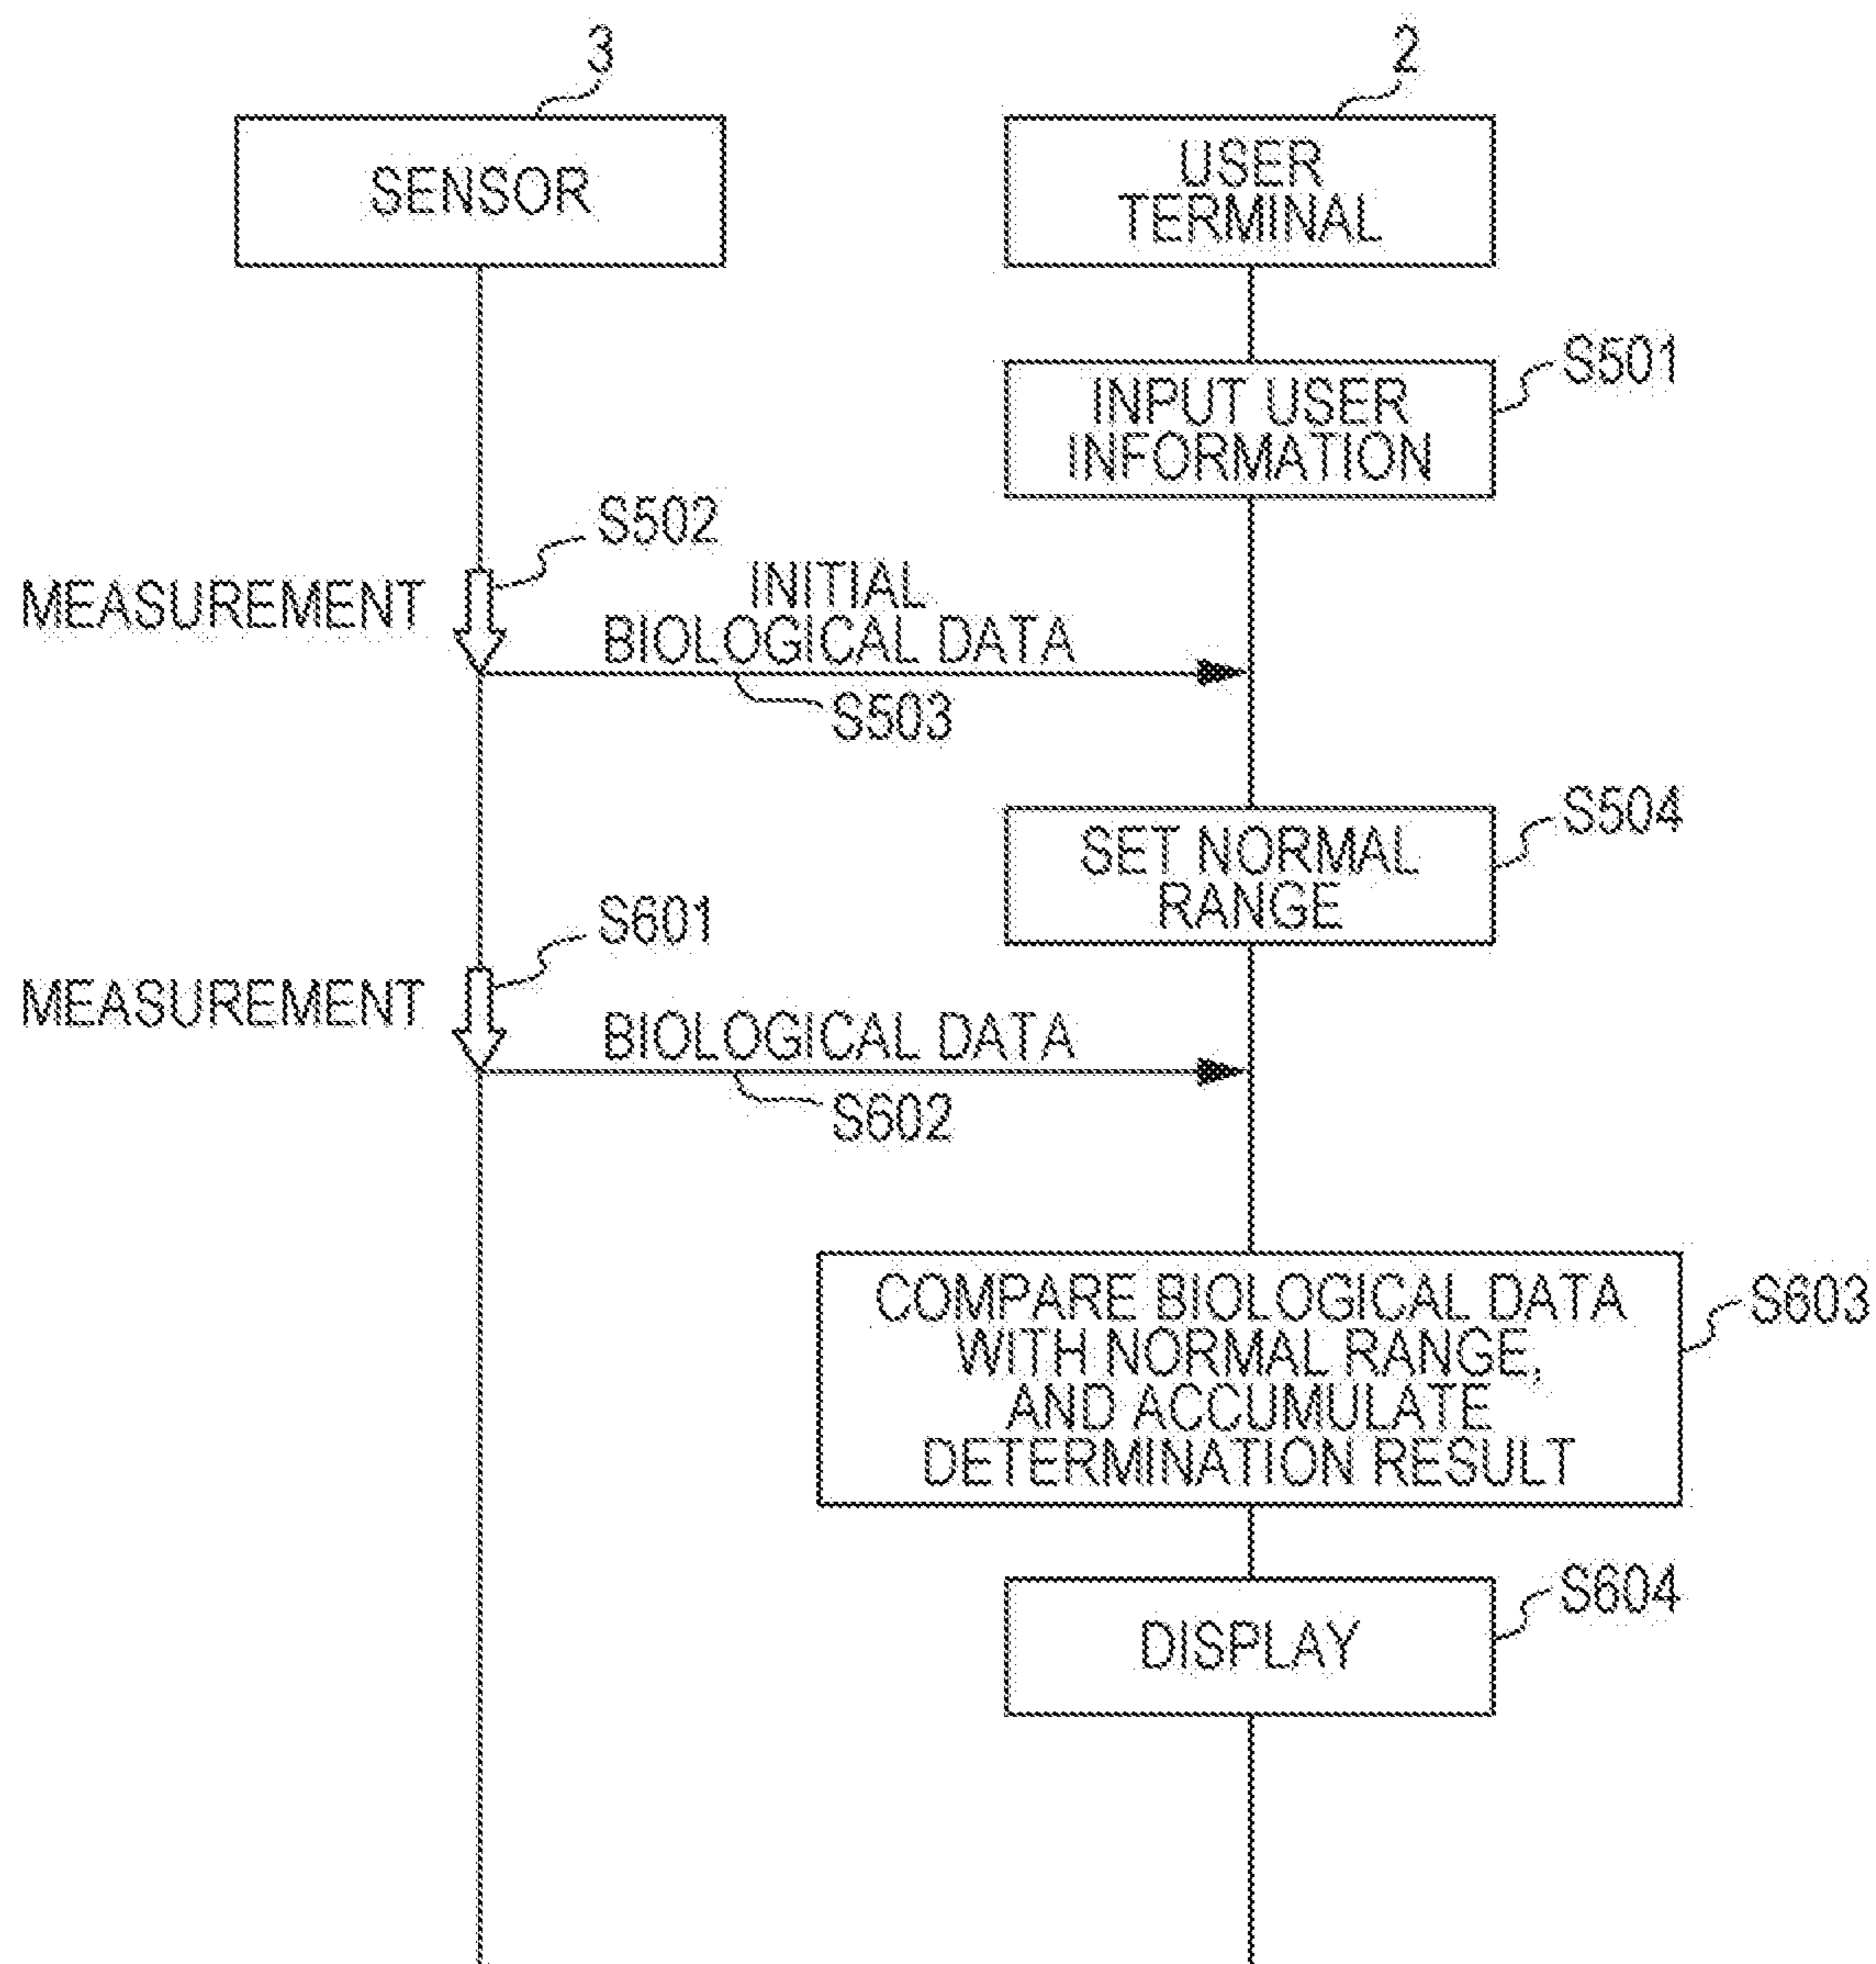 3
2
SENSOR
USER
TERMINAL
S501
INPUT USER
INFORMATION
S502
MEASUREMENT
INITIAL
BIOLOGICAL DATA
S503
S504
SET NORMAL
RANGE
S601
MEASUREMENT
BIOLOGICAL DATA
S602
COMPARE BIOLOGICAL DATA
WITH NORMAL RANGE,
AND ACCUMULATE
DETERMINATION RESULT
S603
S604
DISPLAY